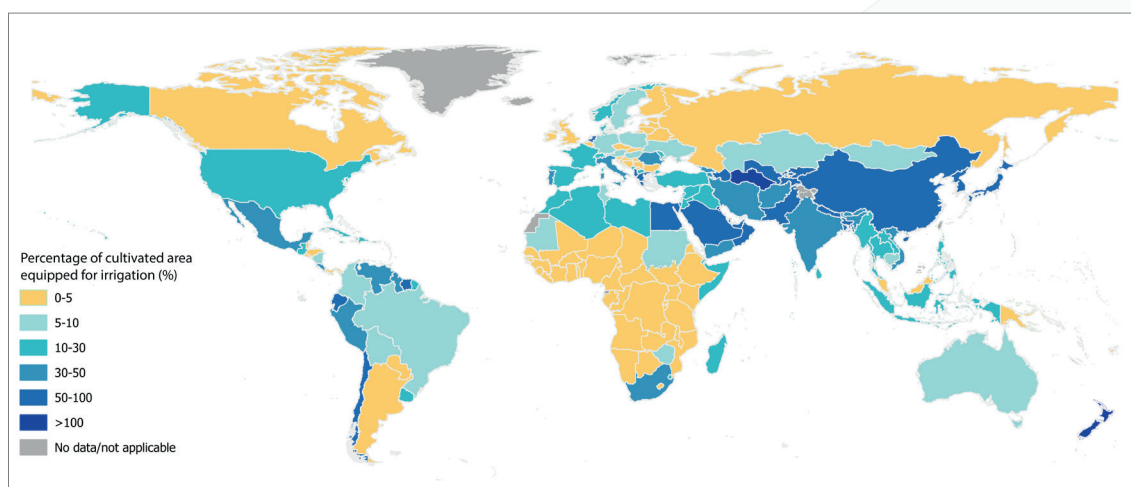 Percentage of cultivated area
equipped for irrigation (%)
0-5
5-10
10-30
30-50
50-100
>100
No data/not applicable